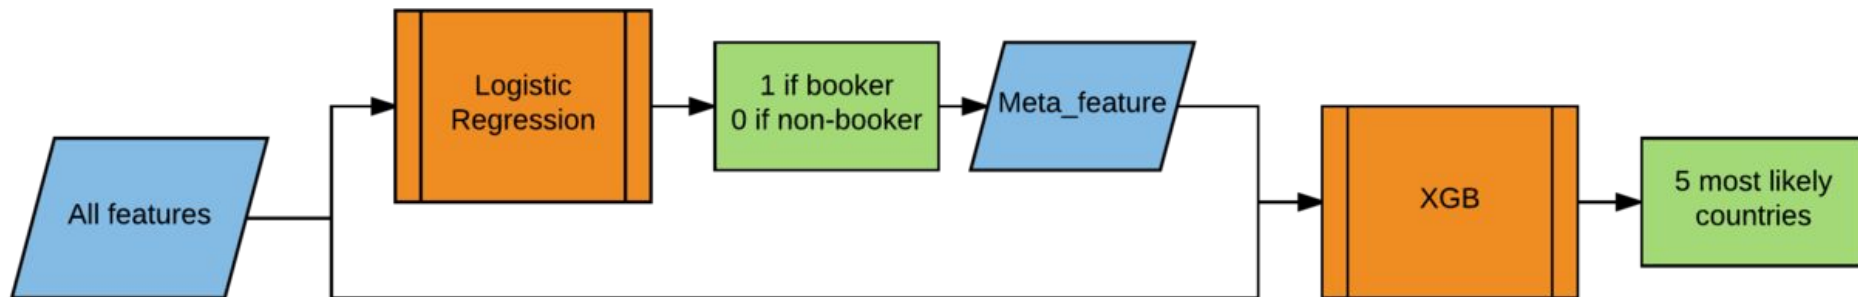 All features
Logistic
Regression
1 if booker
0 if non-booker
Meta_feature
XGB
5 most likely
countries